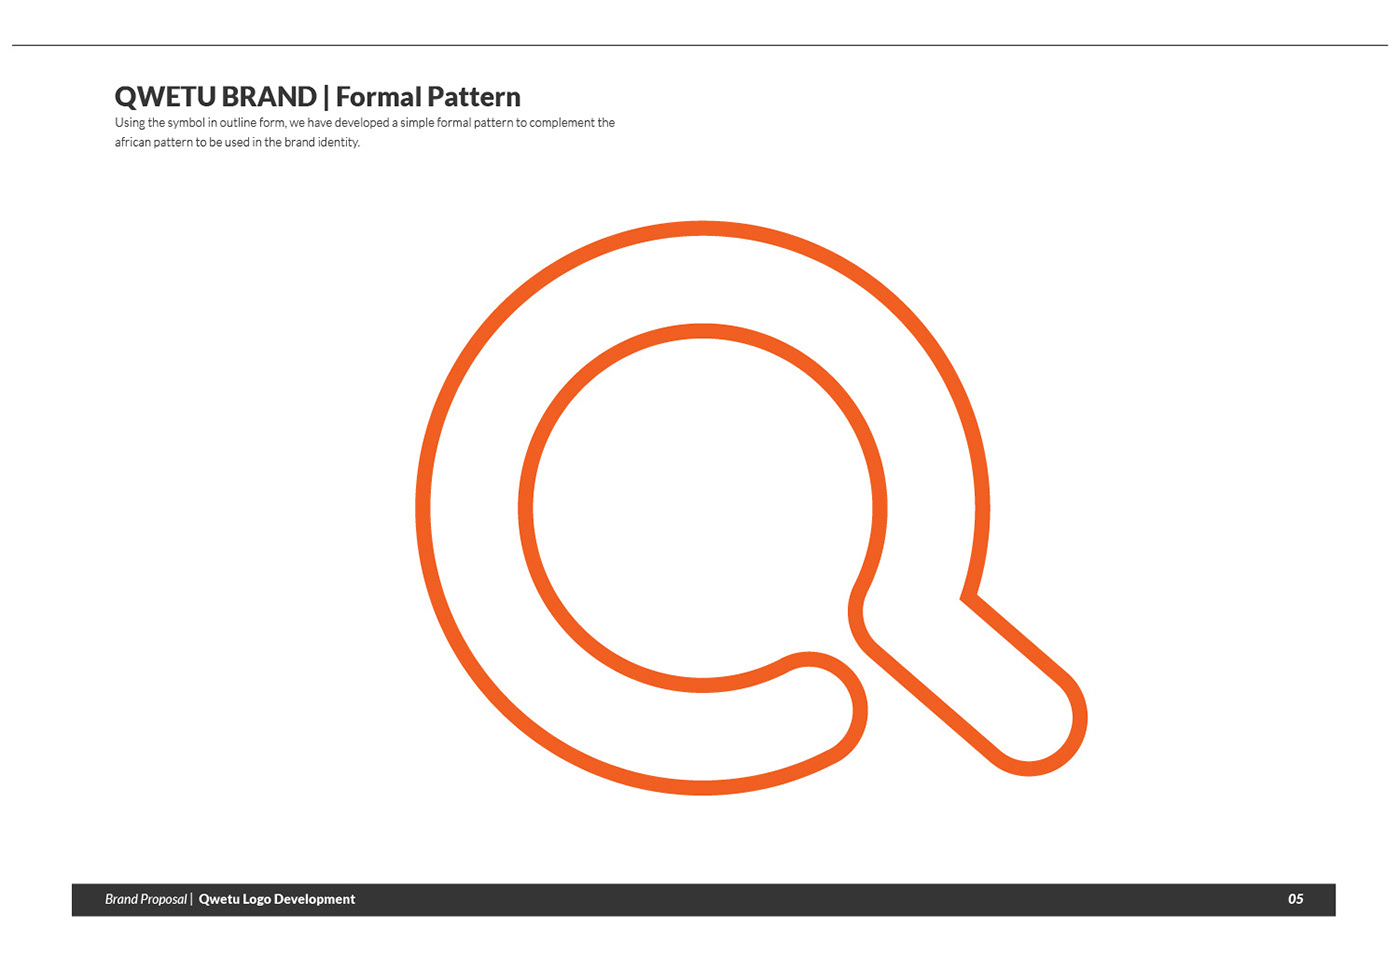 QWETU BRAND | Formal Pattern
Using the symbol in outline form, we have developed a simple formal pattern to complement the
african pattern to be used in the brand identity.
Brand Proposal | Qwetu Logo Development
05